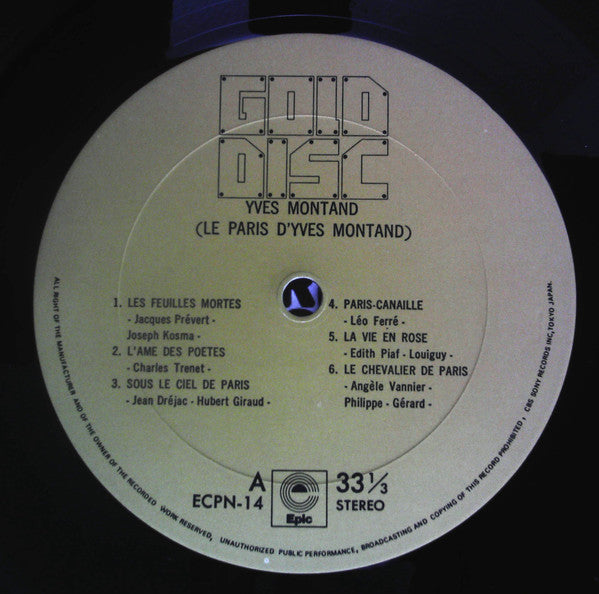 GOLD
DISC
YVES MONTAND
(LE PARIS D'YVES MONTAND)
1. LES FEUILLES MORTES
- Jacques Prévert -
Joseph Kosma -
2. L'AME DES POETES
- Charles Trenet -
3. SOUS LE CIEL DE PARIS
- Jean Dréjac - Hubert Giraud -
4. PARIS-CANAILLE
- Léo Ferré -
5. LA VIE EN ROSE
- Edith Piaf - Louiguy -
6. LE CHEVALIER DE PARIS
- Angèle Vannier -
Philippe - Gérard -
A
ECPN-14
Epic
33 1/3
STEREO
ALL RIGHT OF THE MANUFACTURER AND OF THE OWNER OF THE RECORDED WORK RESERVED, UNAUTHORIZED PUBLIC PERFORMANCE, BROADCASTING AND COPYING OF THIS RECORD PROHIBITED, CBS SONY RECORDS INC, TOKYO JAPAN.